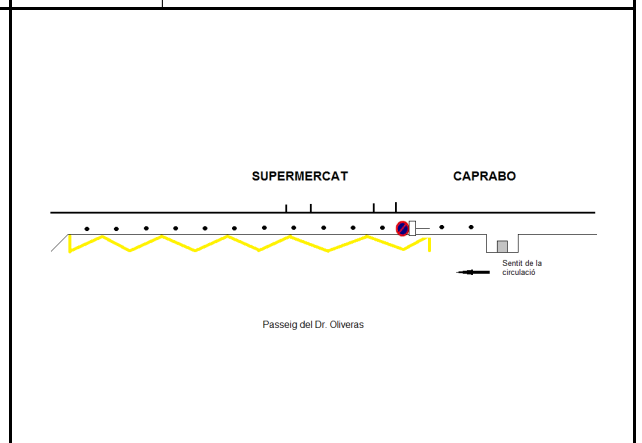 SUPERMERCAT CAPRABO
Sentit de la
circulació
Passeig del Dr. Oliveras